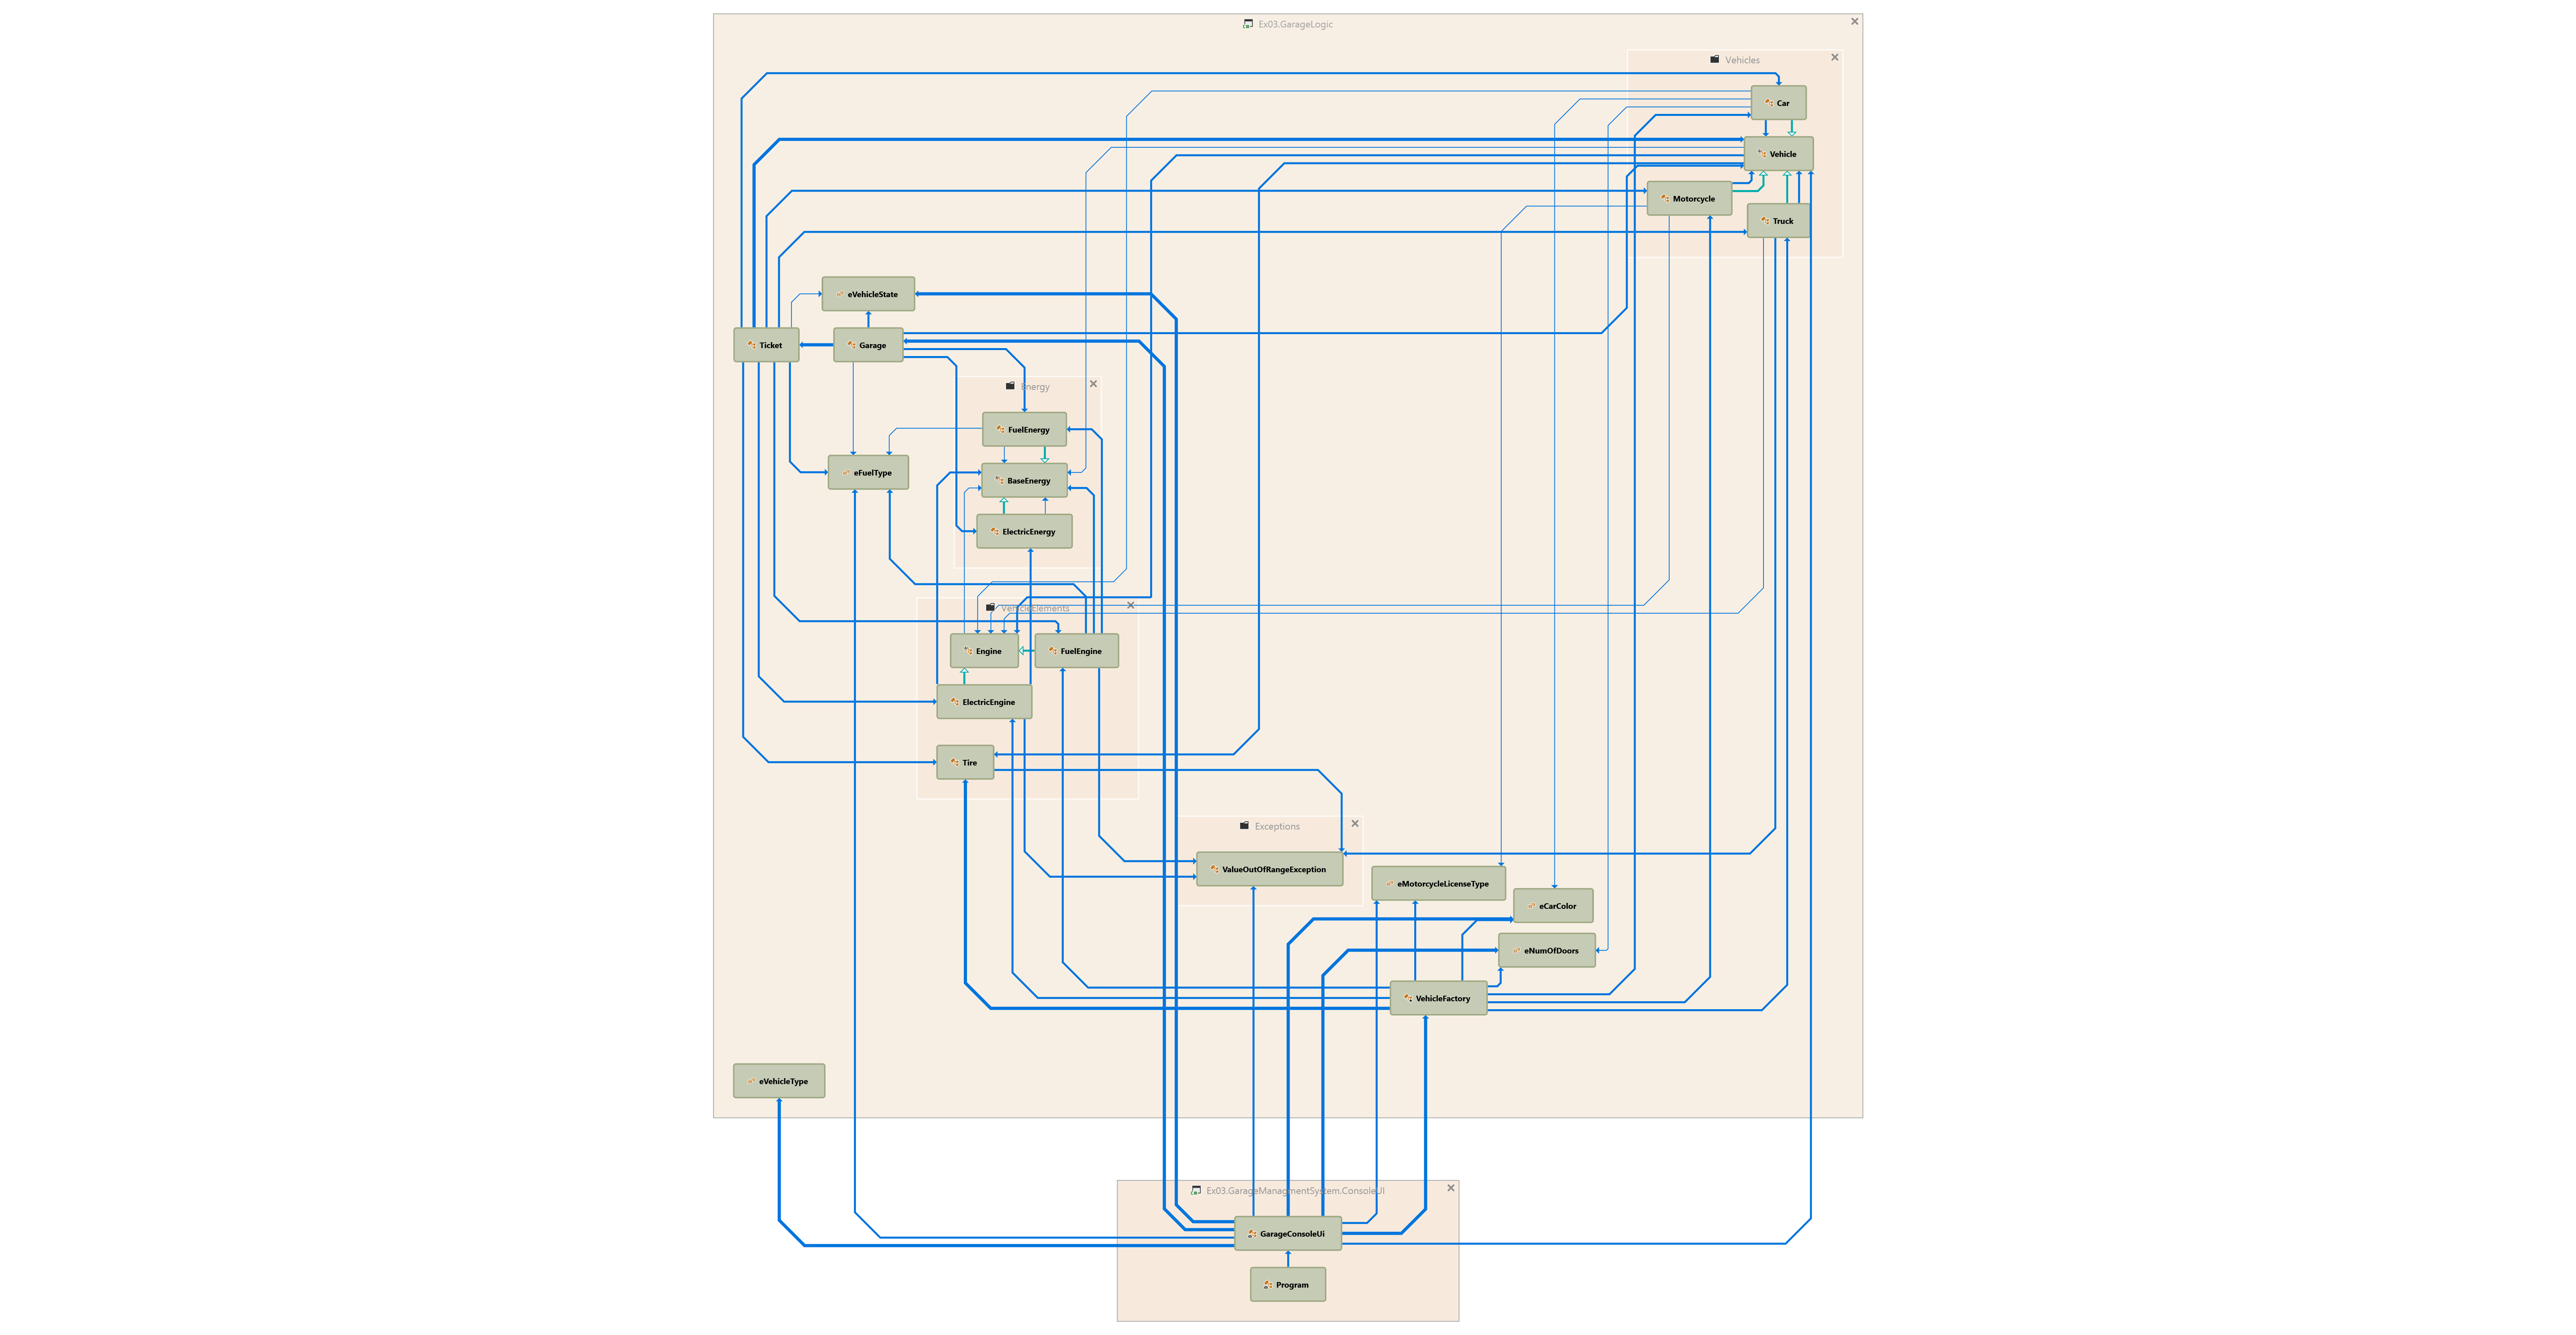 Ex03.GarageLogic
Vehicles
Car
Vehicle
Motorcycle
Truck
eVehicleState
Ticket
Garage
Energy
FuelEnergy
eFuelType
BaseEnergy
ElectricEnergy
VehicleElements
Engine
FuelEngine
ElectricEngine
Tire
Exceptions
ValueOutOfRangeException
eMotorcycleLicenseType
eCarColor
eNumOfDoors
VehicleFactory
eVehicleType
Ex03.GarageManagmentSystem.ConsoleUI
GarageConsoleUi
Program